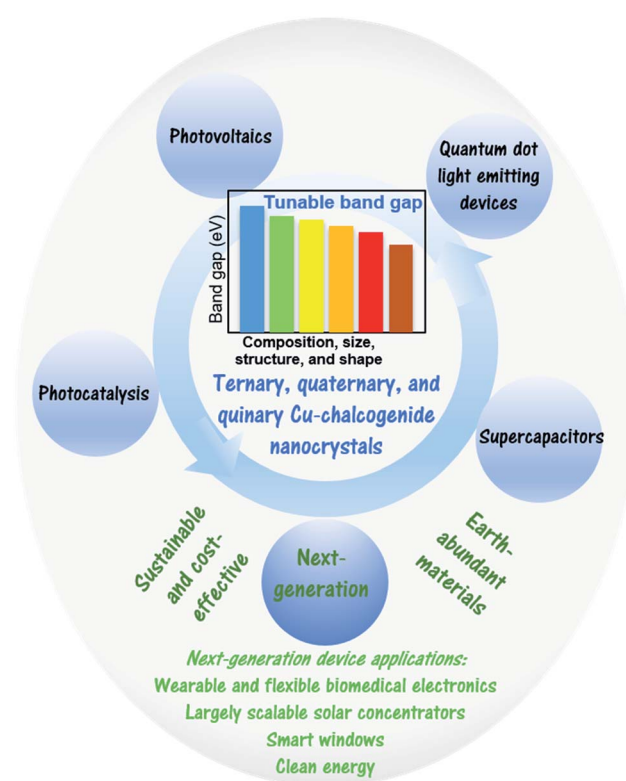 Photovoltaics
Quantum dot
light emitting
devices
Tunable band gap
Band gap (eV)
Composition, size,
structure, and shape
Ternary, quaternary, and
quinary Cu-chalcogenide
nanocrystals
Photocatalysis
Supercapacitors
Sustainable
and cost-
effective
Next-
generation
Earth-
abundant
materials
Next-generation device applications:
Wearable and flexible biomedical electronics
Largely scalable solar concentrators
Smart windows
Clean energy